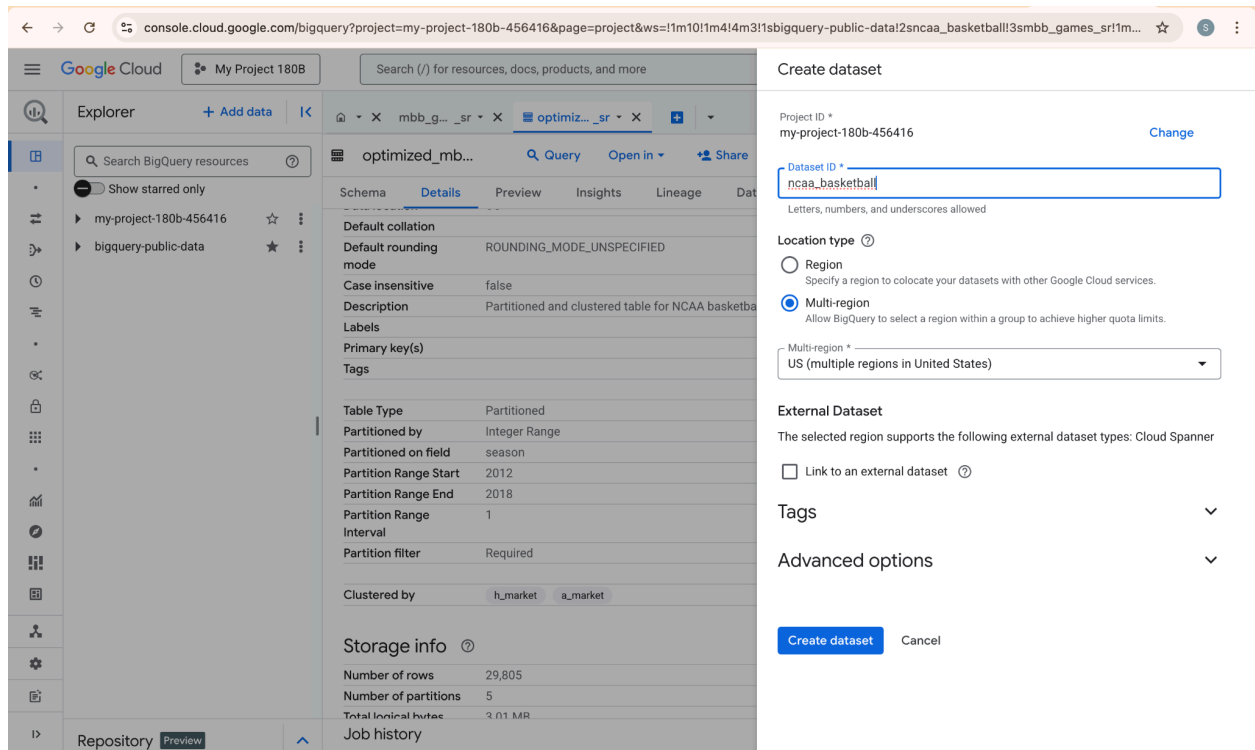 console.cloud.google.com/bigquery?project=my-project-180b-456416&page=project&ws=!1m10!1m4!4m3!1sbigquery-public-data!2sncaa_basketball!3smbb_games_sr!1m...
S
Google Cloud
My Project 180B
Search (/) for resources, docs, products, and more
Explorer
+ Add data
Search BigQuery resources
Show starred only
my-project-180b-456416
bigquery-public-data
Repository
Preview
mbb_g... _sr
optimiz... _sr
optimized_mb...
Query
Open in
Share
Schema
Details
Preview
Insights
Lineage
Dat
Default collation
Default rounding mode ROUNDING_MODE_UNSPECIFIED
Case insensitive false
Description Partitioned and clustered table for NCAA basketba
Labels
Primary key(s)
Tags
Table Type Partitioned
Partitioned by Integer Range
Partitioned on field season
Partition Range Start 2012
Partition Range End 2018
Partition Range Interval 1
Partition filter Required
Clustered by h_market a_market
Storage info
Number of rows 29,805
Number of partitions 5
Total logical bytes 3.01 MB
Job history
Create dataset
Project ID *
my-project-180b-456416
Change
Dataset ID *
ncaa_basketball
Letters, numbers, and underscores allowed
Location type
Region
Specify a region to colocate your datasets with other Google Cloud services.
Multi-region
Allow BigQuery to select a region within a group to achieve higher quota limits.
Multi-region *
US (multiple regions in United States)
External Dataset
The selected region supports the following external dataset types: Cloud Spanner
Link to an external dataset
Tags
Advanced options
Create dataset
Cancel